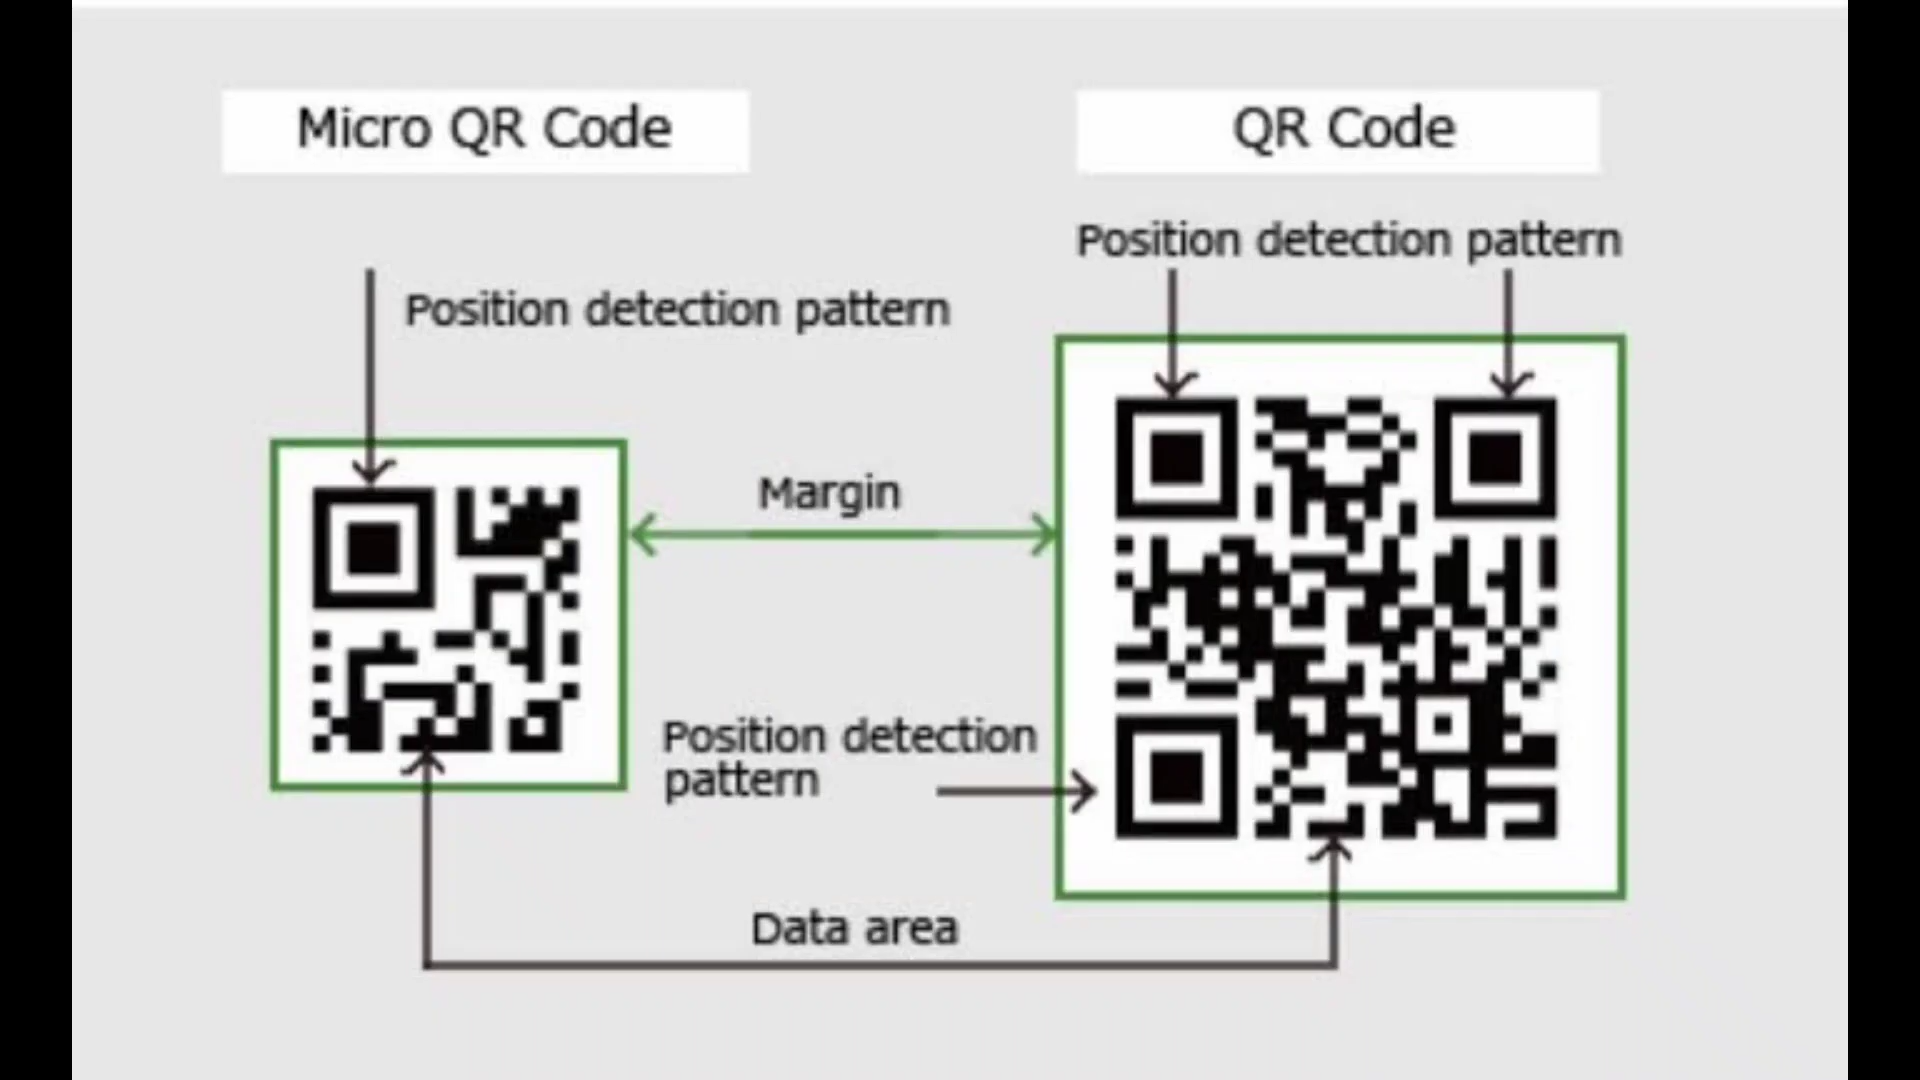 Micro QR Code
QR Code
Position detection pattern
Position detection pattern
Margin
Position detection
pattern
Data area